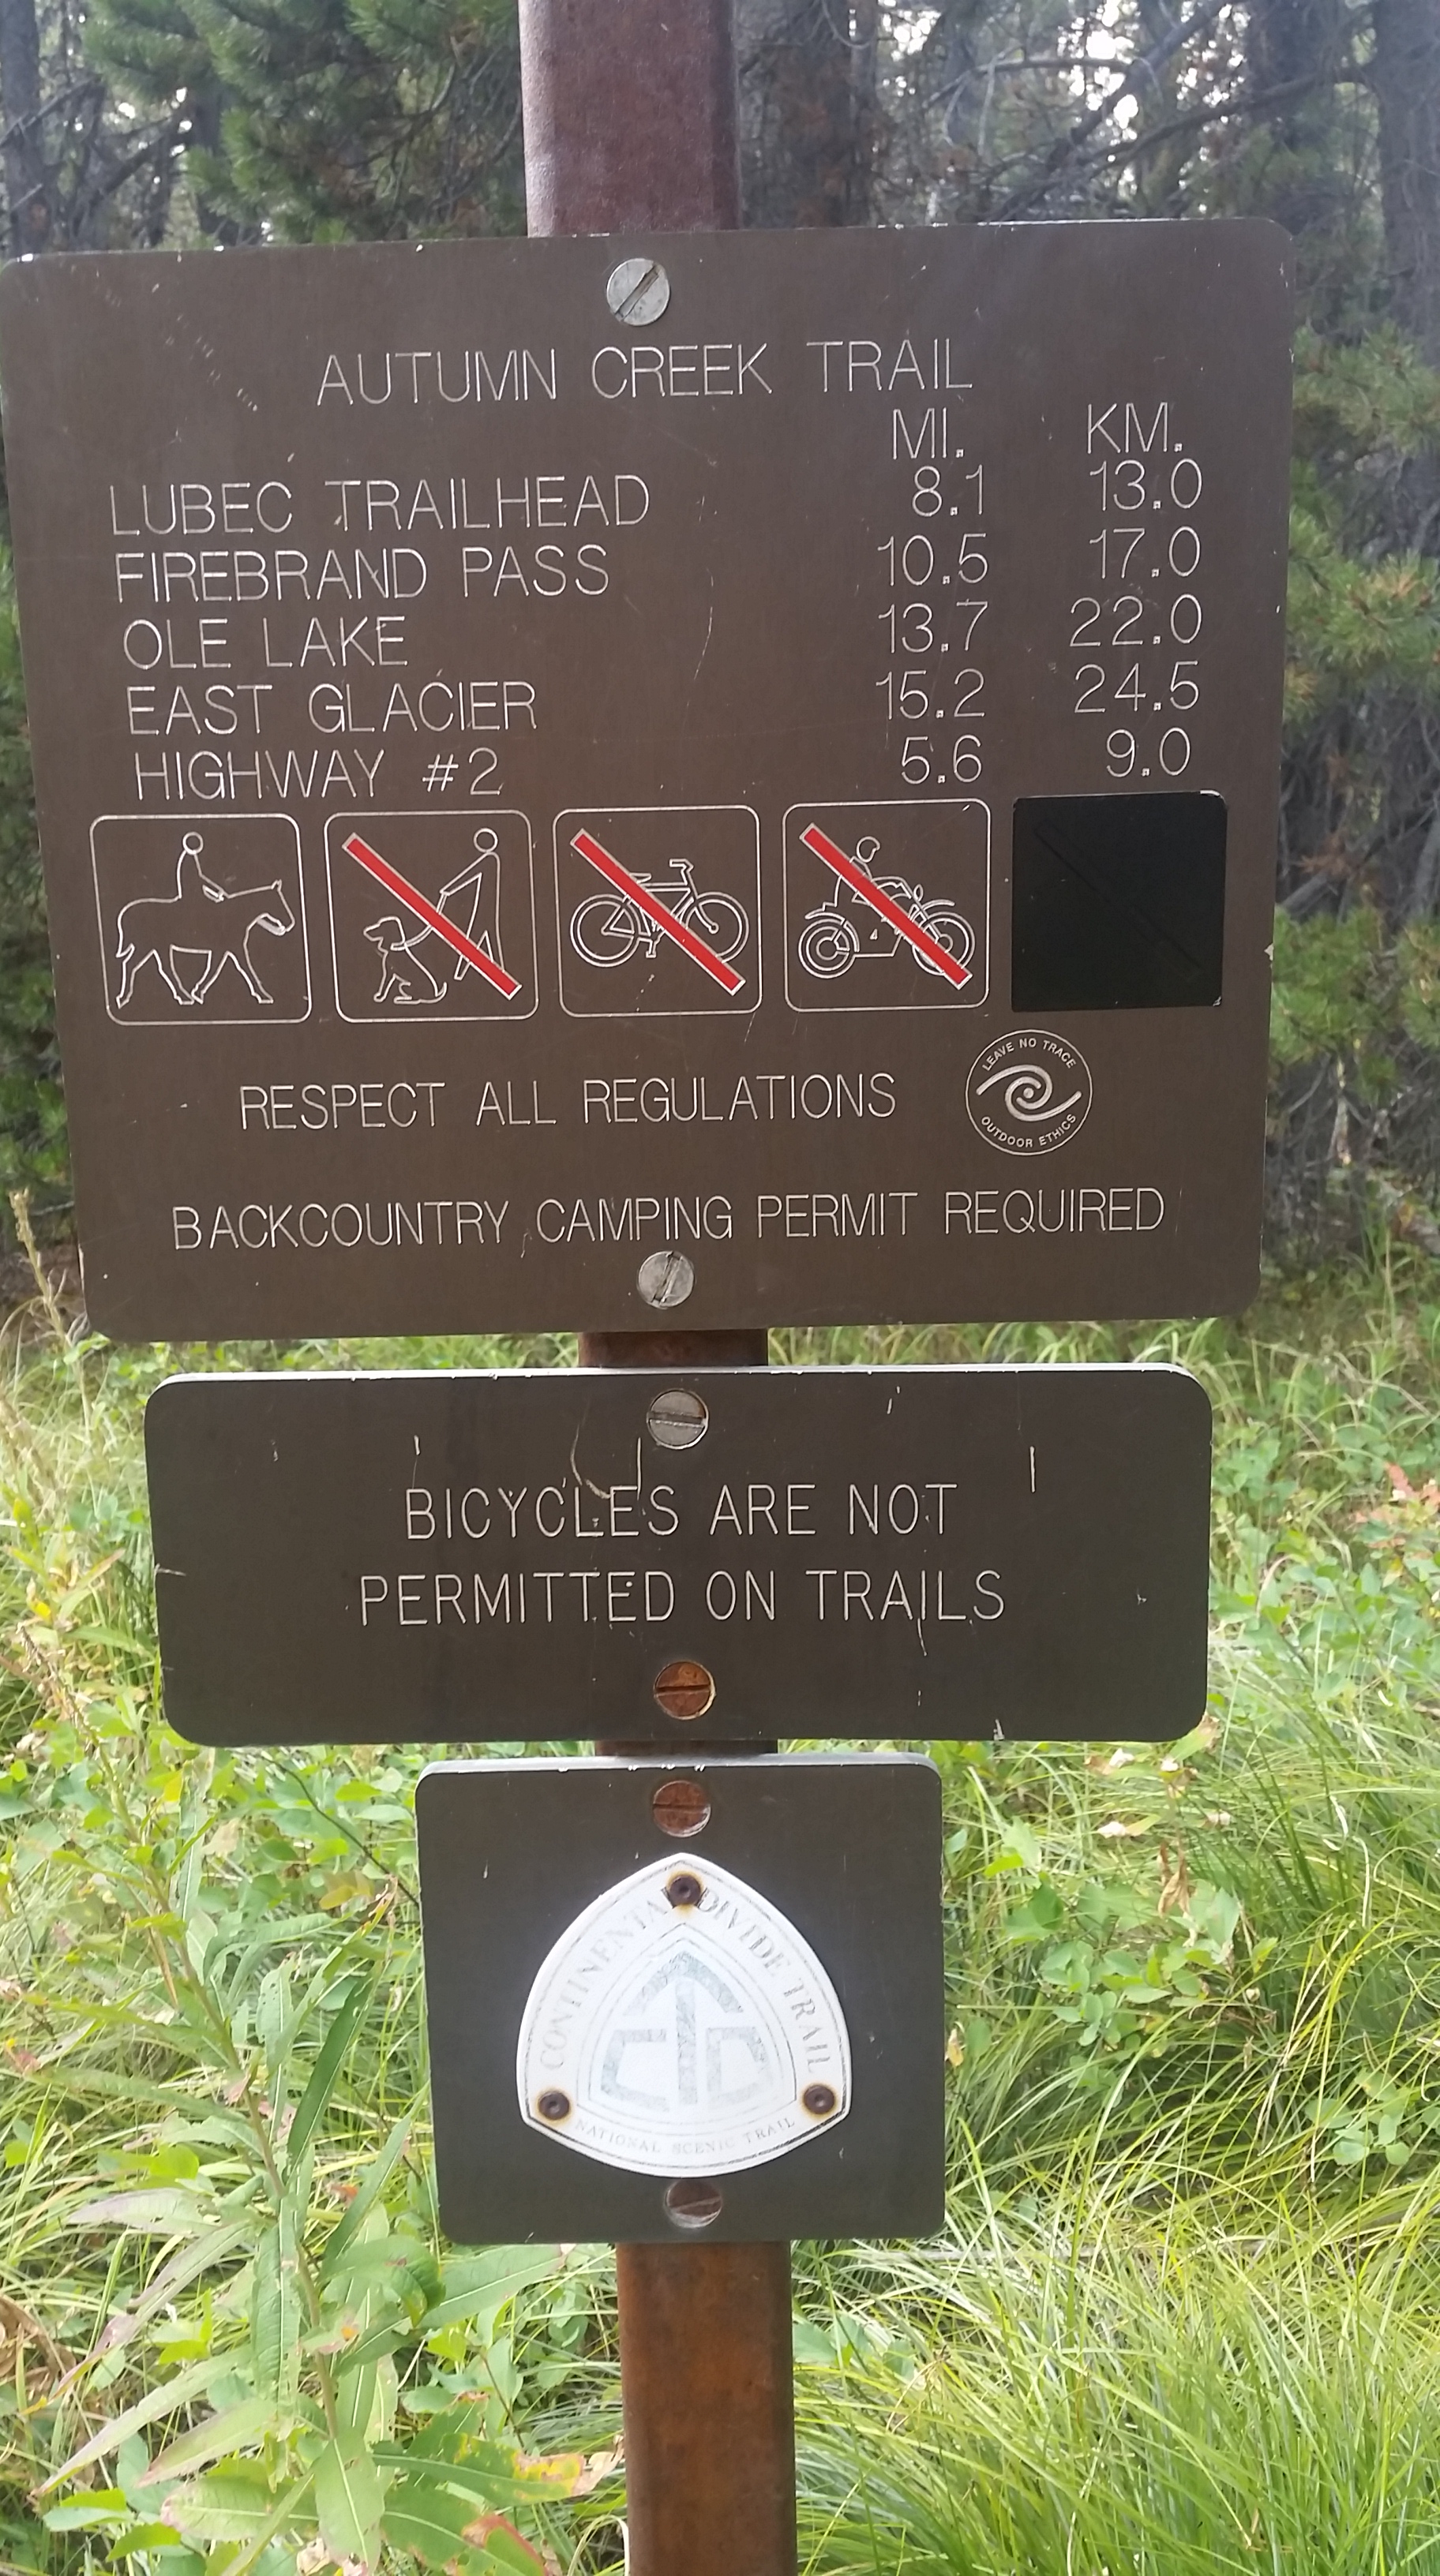 AUTUMN CREEK TRAIL
MI. KM.
LUBEC TRAILHEAD 8.1 13.0
FIREBRAND PASS 10.5 17.0
OLE LAKE 13.7 22.0
EAST GLACIER 15.2 24.5
HIGHWAY #2 5.6 9.0
LEAVE NO TRACE
RESPECT ALL REGULATIONS
OUTDOOR ETHICS
BACKCOUNTRY CAMPING PERMIT REQUIRED
BICYCLES ARE NOT
PERMITTED ON TRAILS
CONTINENTAL DIVIDE TRAIL
CD
NATIONAL SCENIC TRAIL